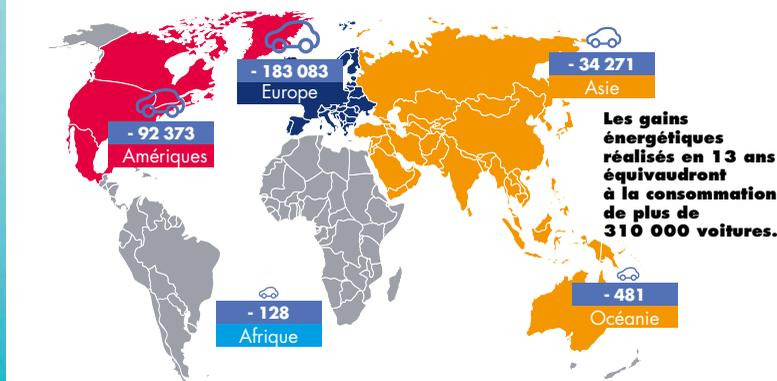 - 183 083
Europe
- 34 271
Asie
- 92 373
Amériques
Les gains
énergétiques
réalisés en 13 ans
équivaudront
à la consommation
de plus de
310 000 voitures.
- 128
Afrique
- 481
Océanie